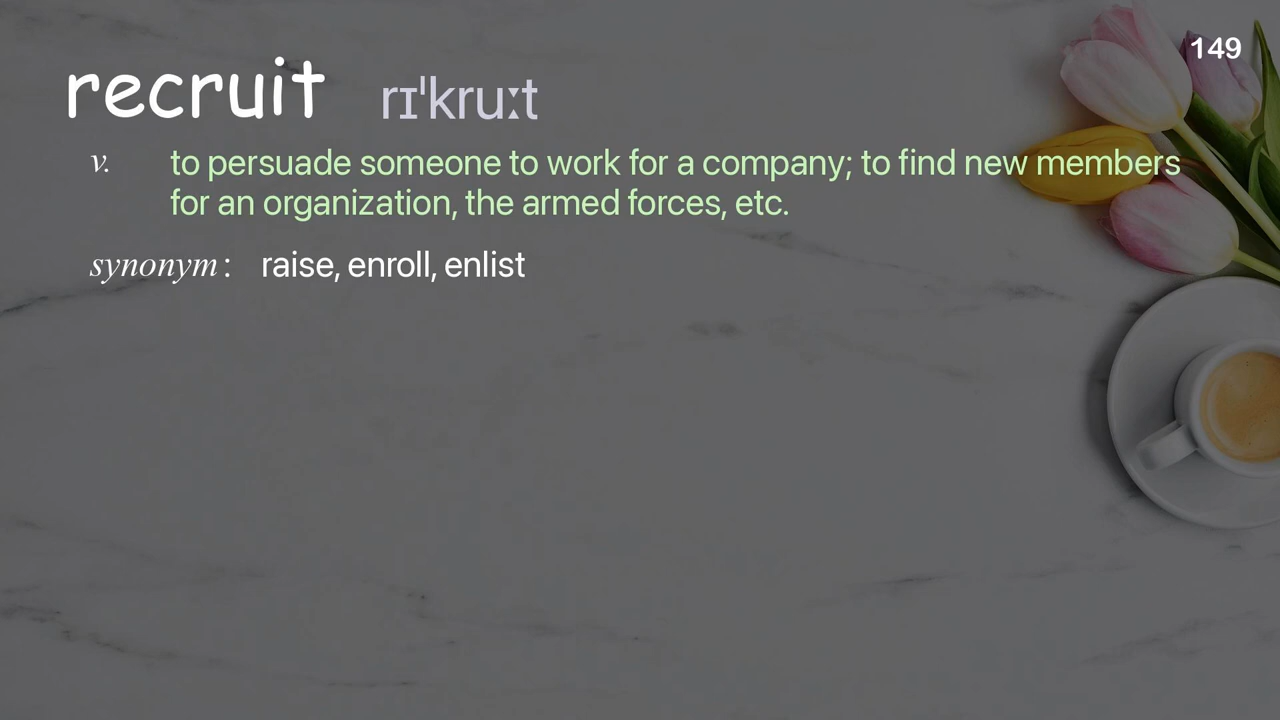 149
recruit rɪˈkruːt
v. to persuade someone to work for a company; to find new members
for an organization, the armed forces, etc.
synonym : raise, enroll, enlist